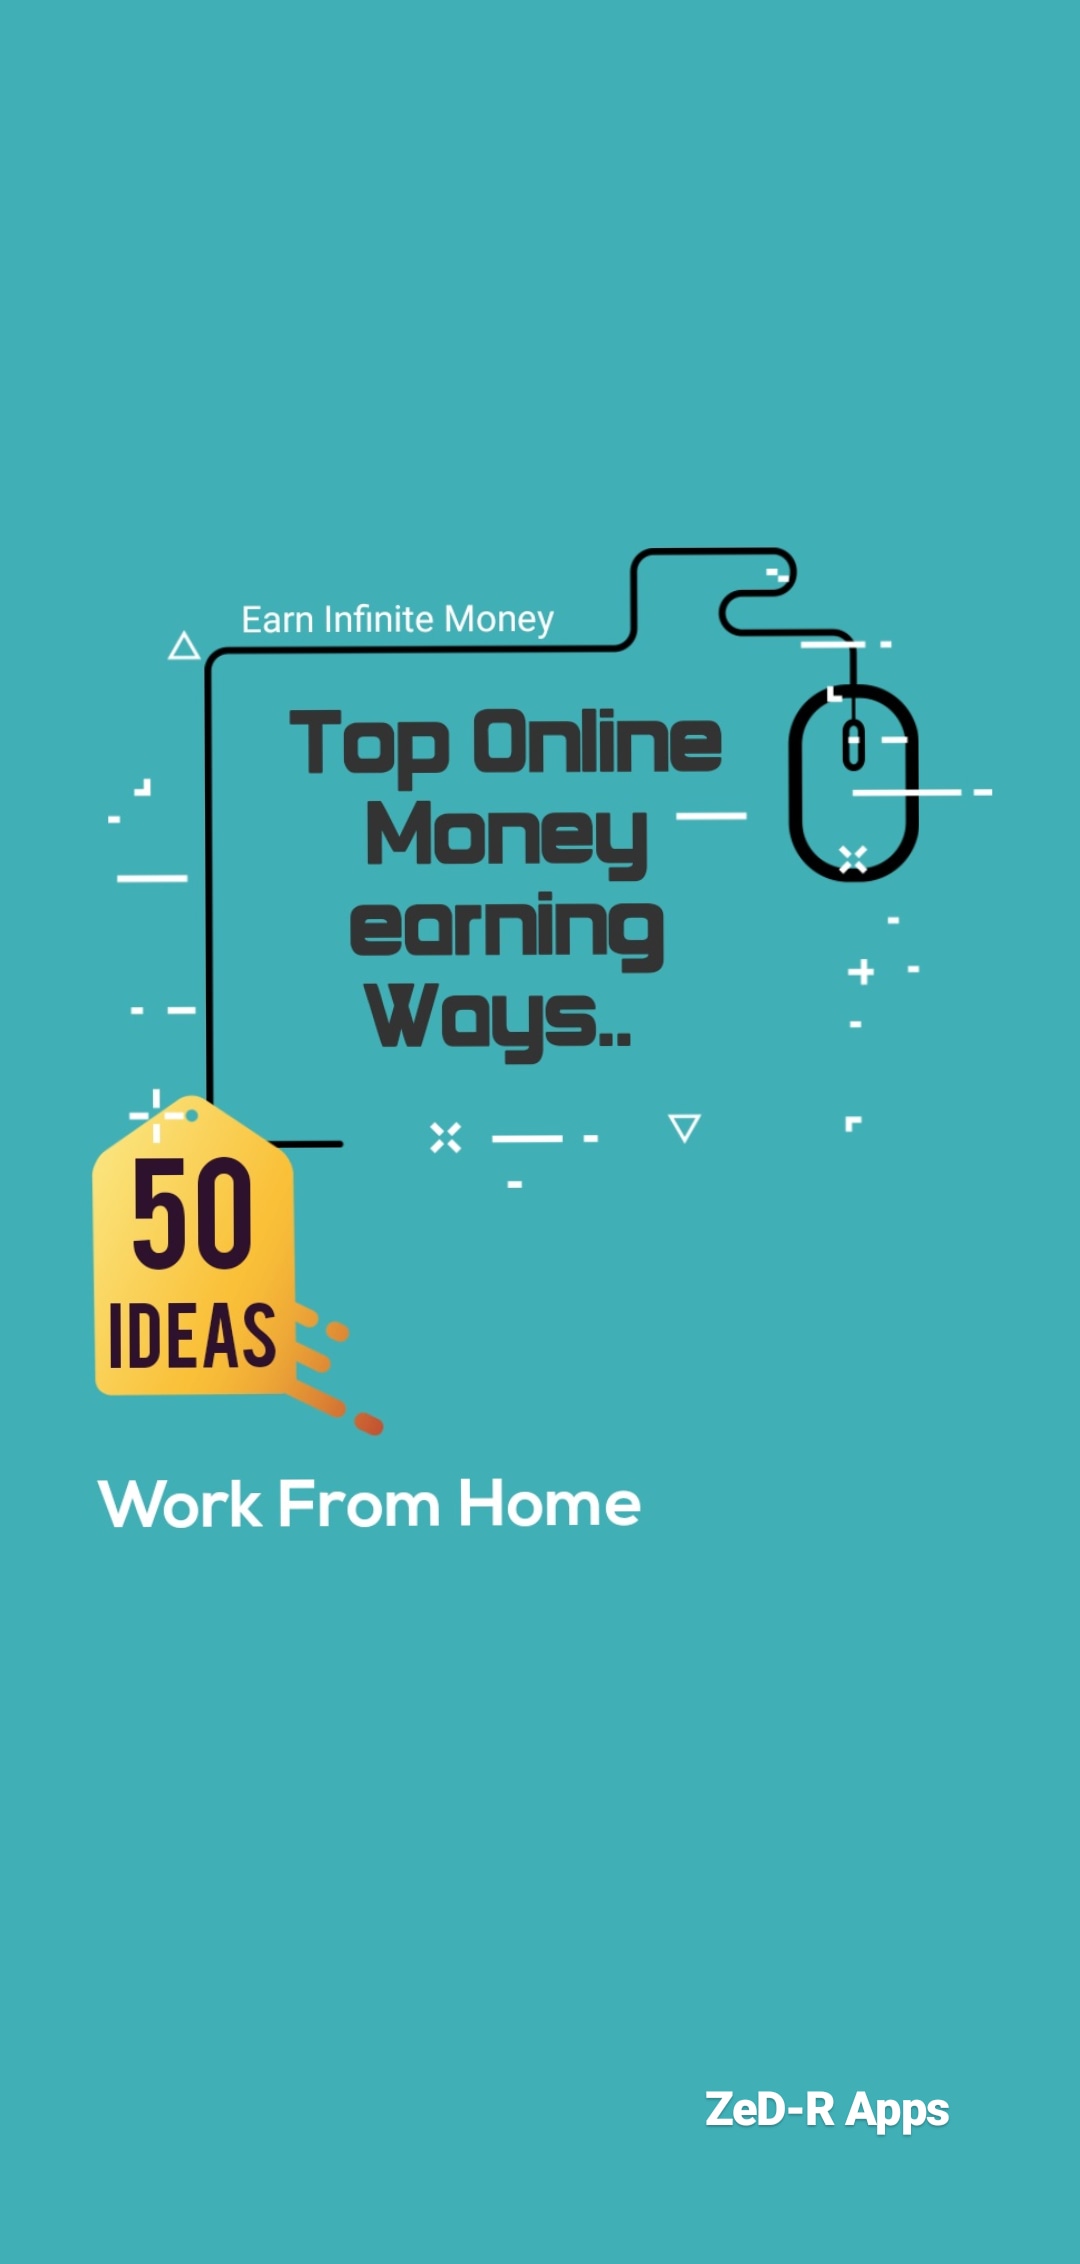 Earn Infinite Money
Top Online
Money
earning
Ways..
50
IDEAS
Work From Home
ZeD-R Apps